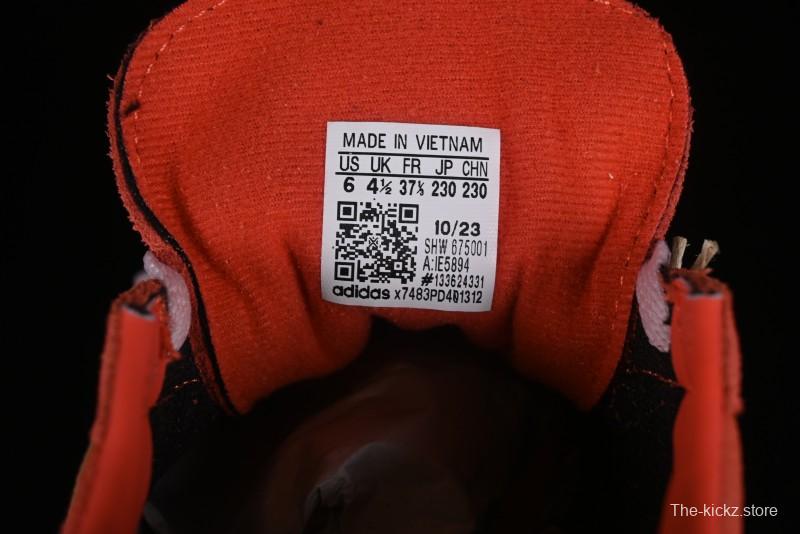 MADE IN VIETNAM
US UK FR JP CHN
6 4½ 37⅓ 230 230
10/23
SHW 675001
A:IE5894
#133624331
adidas x7483PD401312
The-kickz.store